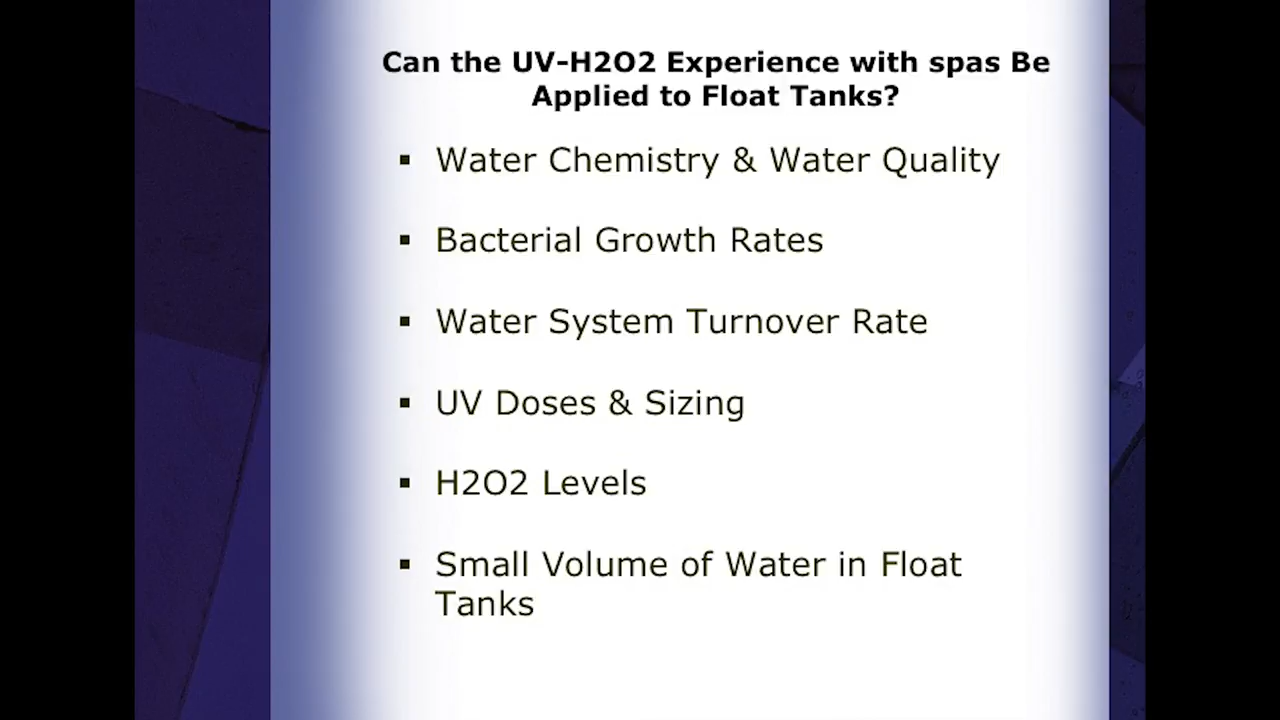 Can the UV-H2O2 Experience with spas Be
Applied to Float Tanks?
▪ Water Chemistry & Water Quality
▪ Bacterial Growth Rates
▪ Water System Turnover Rate
▪ UV Doses & Sizing
▪ H2O2 Levels
▪ Small Volume of Water in Float
Tanks